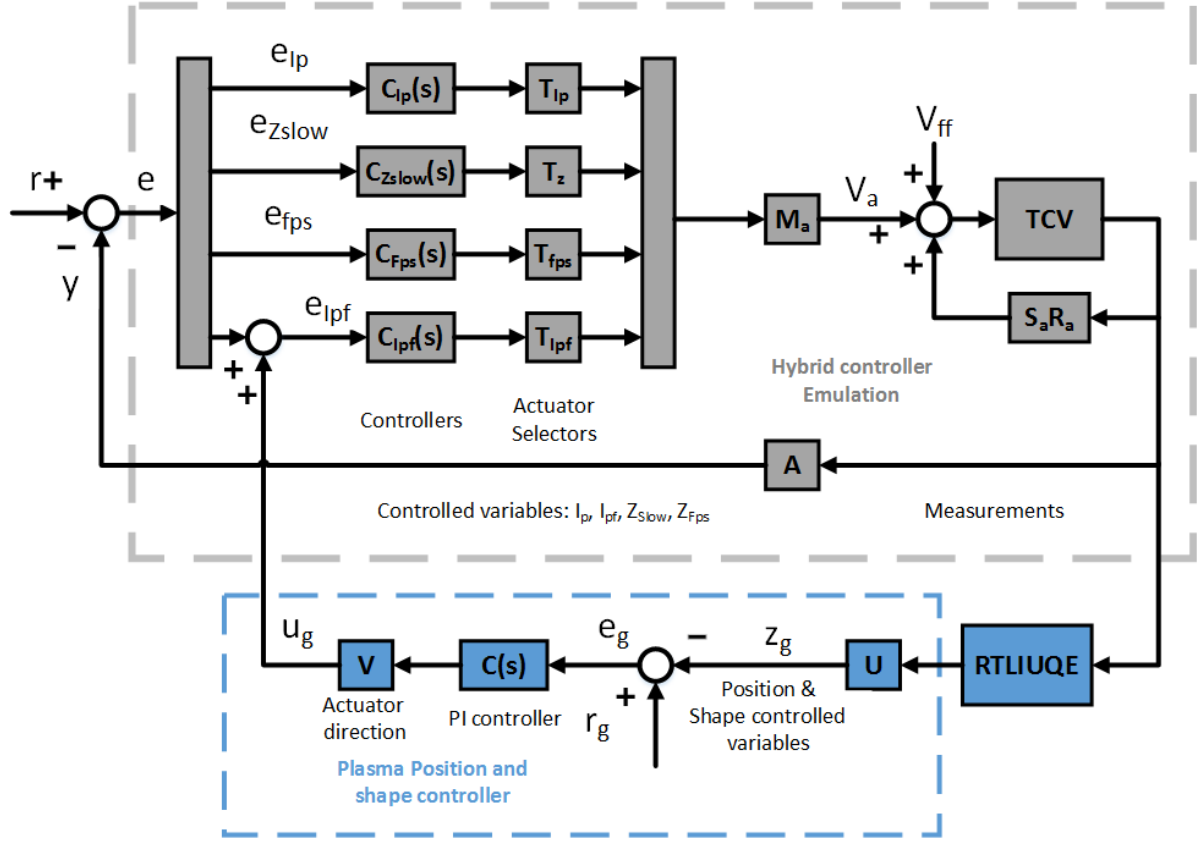 e_Ip
C_Ip(s)
T_Ip
e_Zslow
C_Zslow(s)
T_z
V_ff
r+
e
+
M_a
V_a
TCV
−
y
e_fps
C_Fps(s)
T_fps
+
+
e_Ipf
C_Ipf(s)
T_Ipf
S_aR_a
+
+
Hybrid controller
Emulation
Controllers
Actuator
Selectors
A
Controlled variables: I_p, I_pf, Z_Slow, Z_Fps
Measurements
u_g
V
C(s)
e_g
−
z_g
U
RTLIUQE
+
r_g
Actuator
direction
PI controller
Position &
Shape controlled
variables
Plasma Position and
shape controller